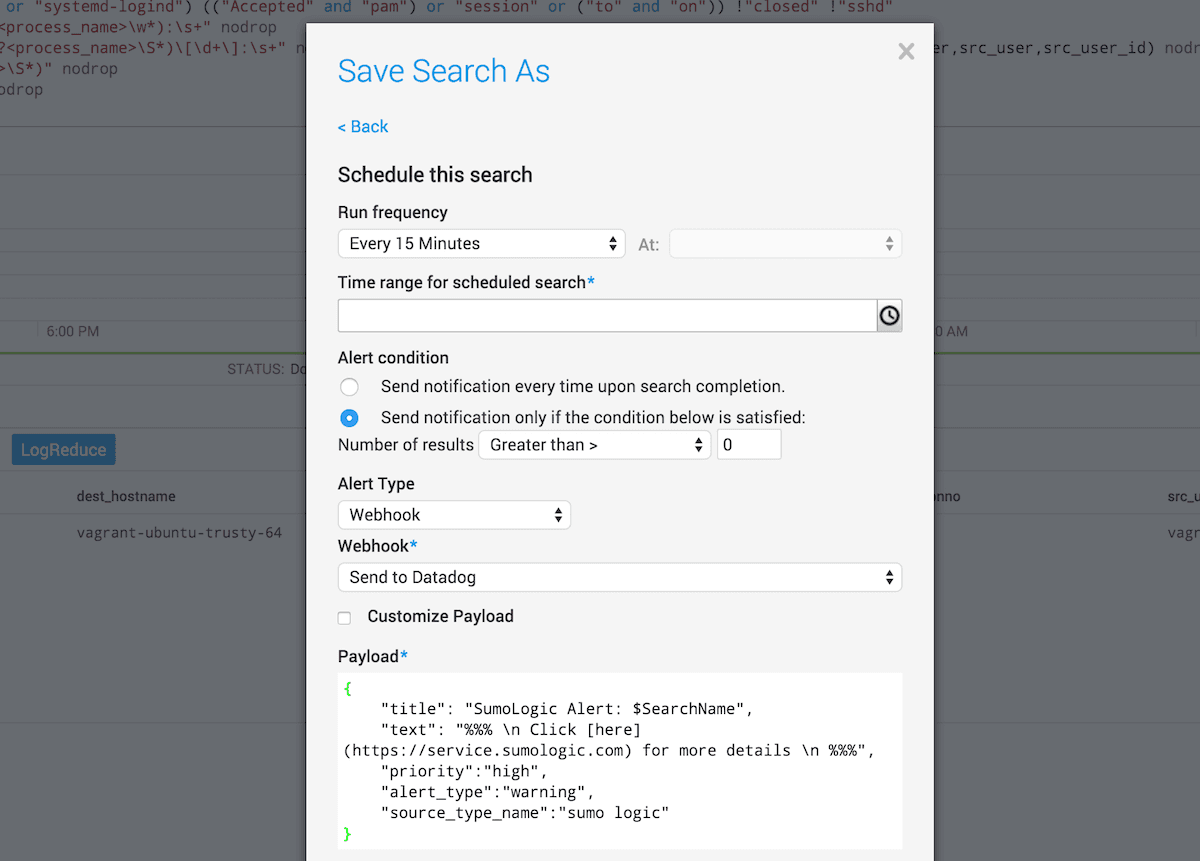 or "systemd-logind") (("Accepted" and "pam") or "session" or ("to" and "on")) !"closed" !"sshd"
<process_name>\w*):\s+" nodrop
?<process_name>\S*)\[\d+\]:\s+"
er,src_user,src_user_id) nodr
>\S*)" nodrop
odrop
Save Search As
×
< Back
Schedule this search
Run frequency
Every 15 Minutes
At:
Time range for scheduled search*
6:00 PM
0 AM
Alert condition
STATUS: Do
Send notification every time upon search completion.
Send notification only if the condition below is satisfied:
Number of results Greater than > 0
LogReduce
Alert Type
dest_hostname
nno
src_u
Webhook
vagrant-ubuntu-trusty-64
vagr
Webhook*
Send to Datadog
Customize Payload
Payload*
{
"title": "SumoLogic Alert: $SearchName",
"text": "%%% \n Click [here]
(https://service.sumologic.com) for more details \n %%%",
"priority":"high",
"alert_type":"warning",
"source_type_name":"sumo logic"
}